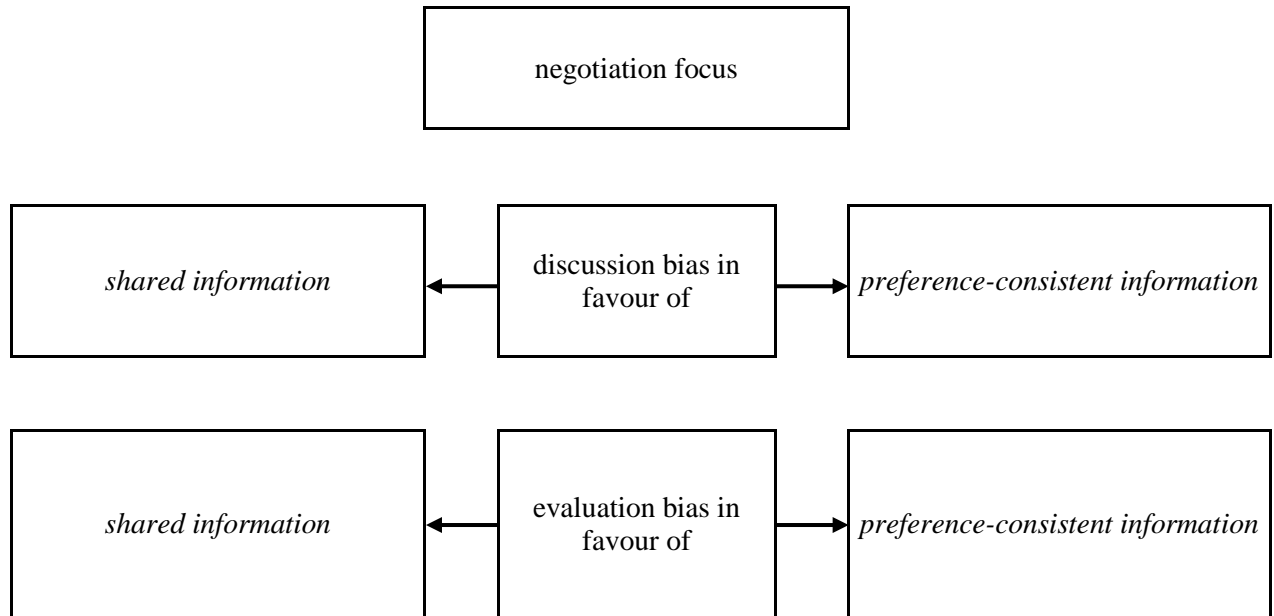 negotiation focus
shared information
discussion bias in
favour of
preference-consistent information
shared information
evaluation bias in
favour of
preference-consistent information